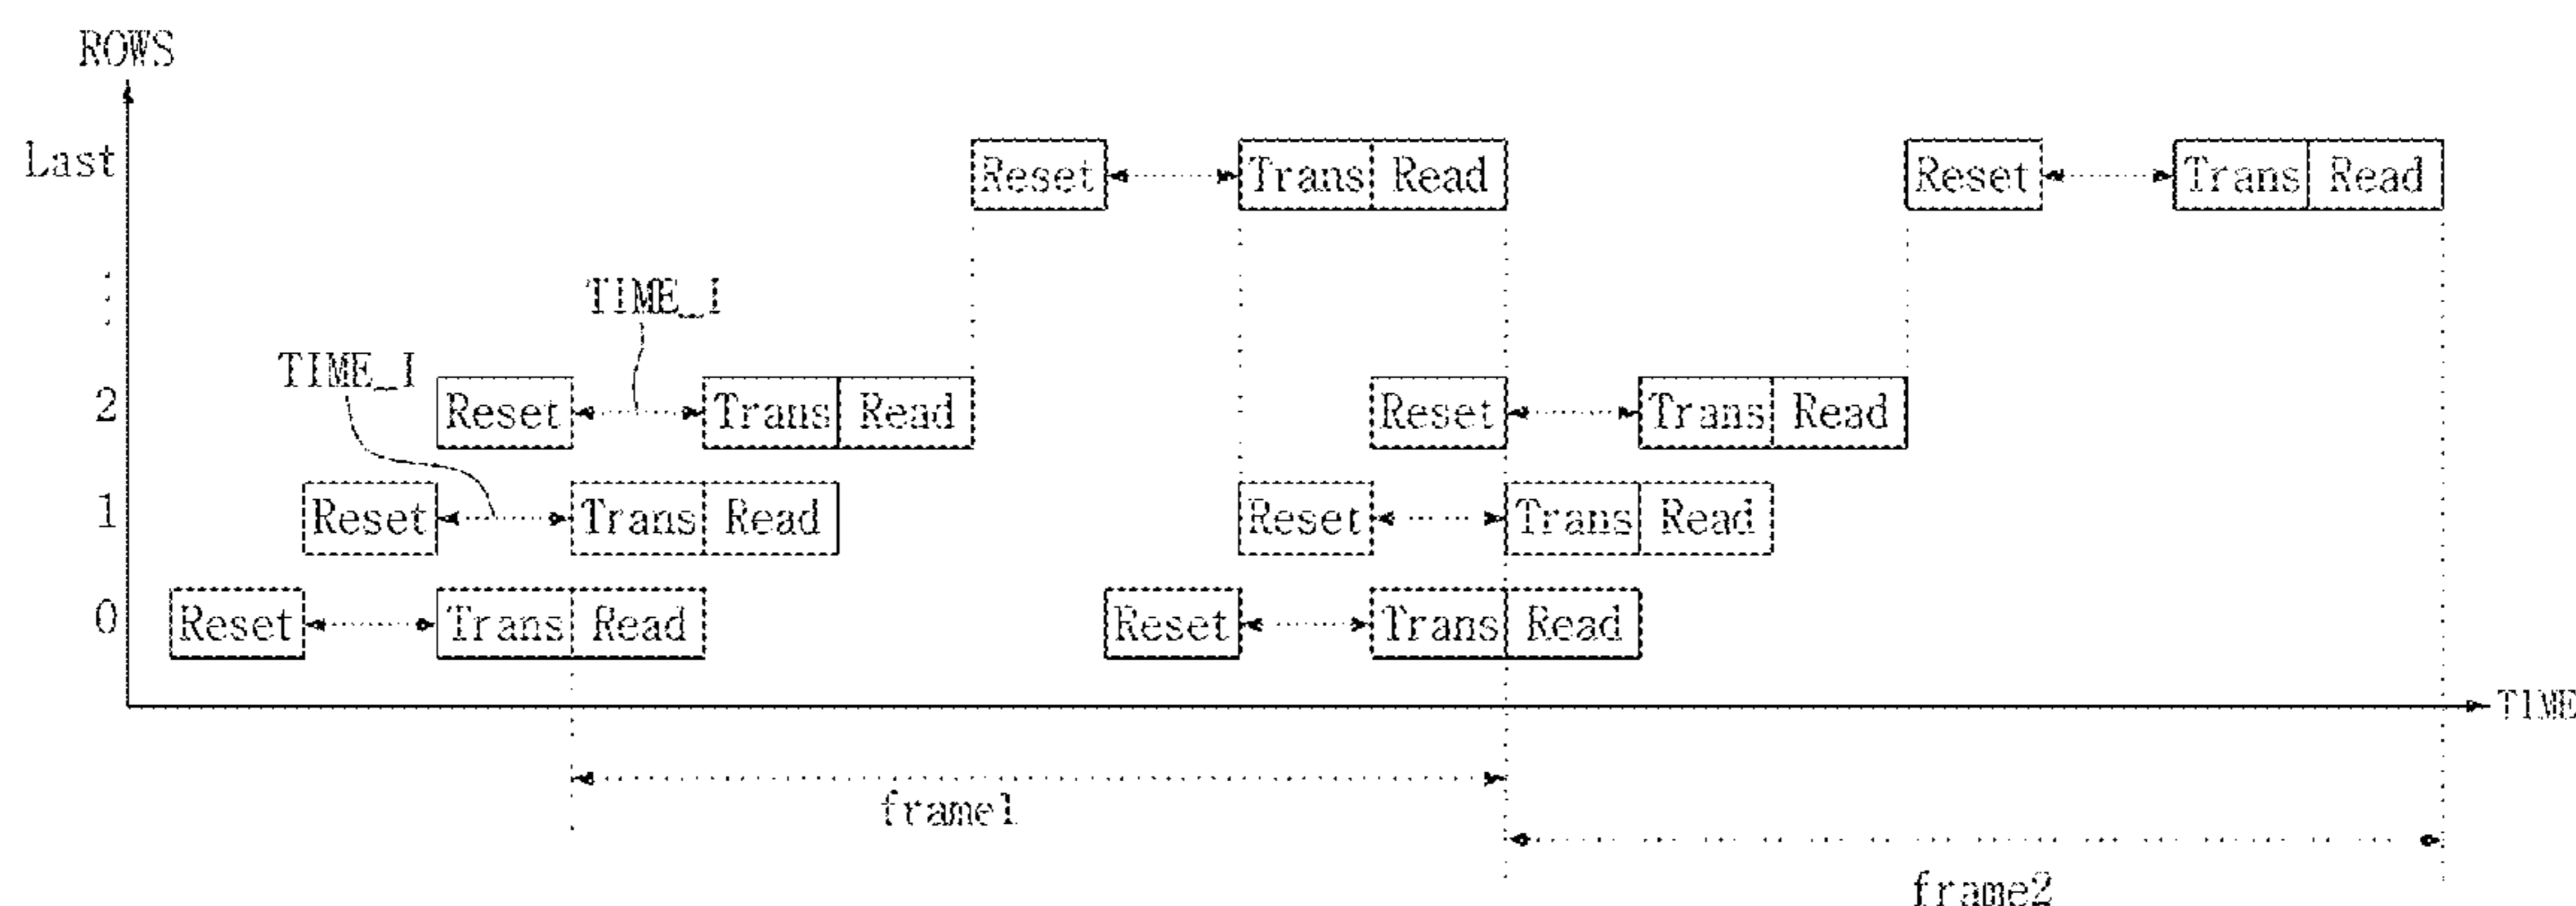 ROWS
Last
Reset Trans Read Reset Trans Read
TIME_I
TIME_I
2 Reset Trans Read Reset Trans Read
1 Reset Trans Read Reset Trans Read
0 Reset Trans Read Reset Trans Read
TIME
frame1
frame2